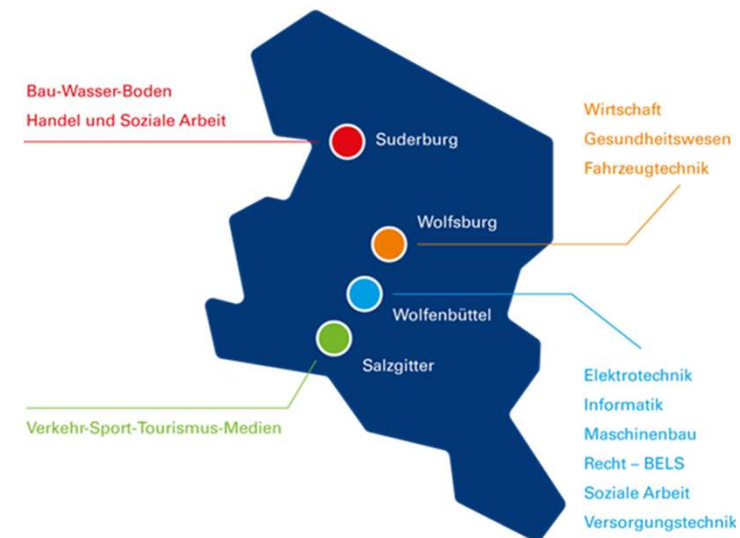 Bau-Wasser-Boden
Handel und Soziale Arbeit
Suderburg
Wirtschaft
Gesundheitswesen
Fahrzeugtechnik
Wolfsburg
Wolfenbüttel
Salzgitter
Verkehr-Sport-Tourismus-Medien
Elektrotechnik
Informatik
Maschinenbau
Recht – BELS
Soziale Arbeit
Versorgungstechnik